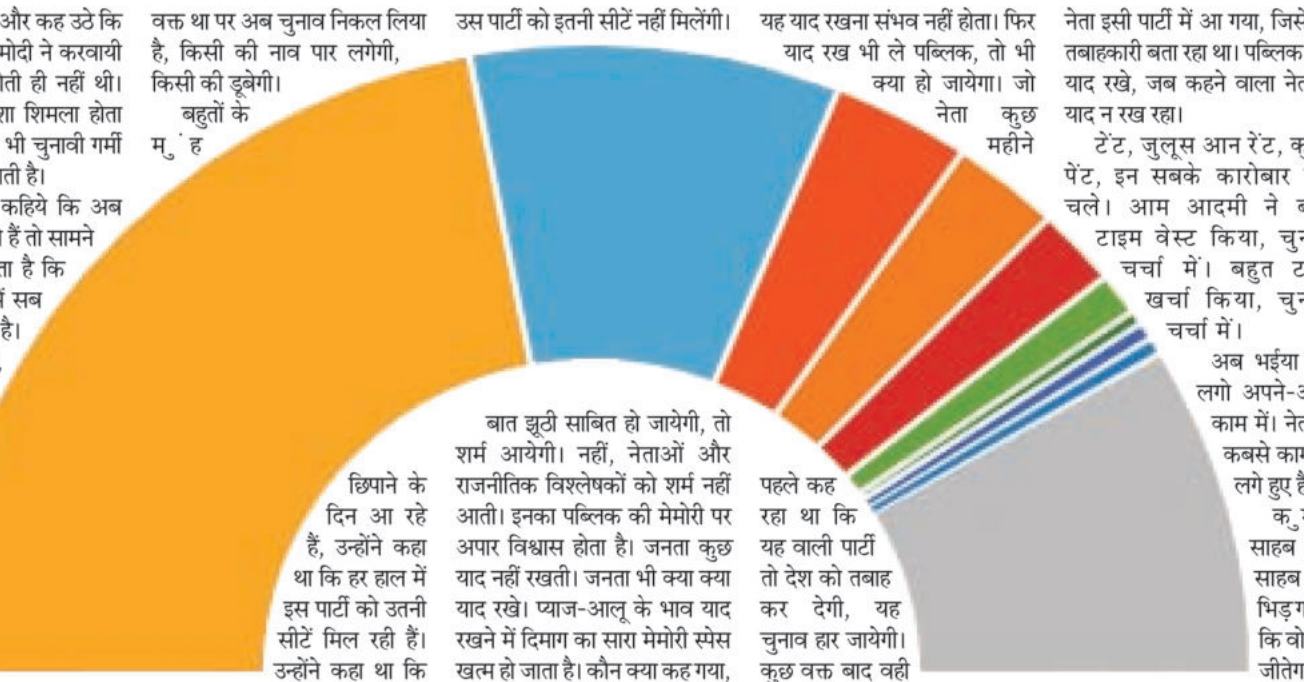 और कह उठे कि
मोदी ने करवायी
ही नहीं थी।
शिमला होता
भी चुनावी गर्मी
है।
कहिये कि अब
हैं तो सामने
है कि
सब
है।
वक्त था पर अब चुनाव निकल लिया
है, किसी की नाव पार लगेगी,
किसी की डूबेगी।
बहुतों के
मुंह
छिपाने के
दिन आ रहे
हैं, उन्होंने कहा
था कि हर हाल में
इस पार्टी को उतनी
सीटें मिल रही हैं।
उन्होंने कहा था कि
उस पार्टी को इतनी सीटें नहीं मिलेंगी।
बात झूठी साबित हो जायेगी, तो
शर्म आयेगी। नहीं, नेताओं और
राजनीतिक विश्लेषकों को शर्म नहीं
आती। इनका पब्लिक की मेमोरी पर
अपार विश्वास होता है। जनता कुछ
याद नहीं रखती। जनता भी क्या क्या
याद रखे। प्याज-आलू के भाव याद
रखने में दिमाग का सारा मेमोरी स्पेस
खत्म हो जाता है। कौन क्या कह गया,
यह याद रखना संभव नहीं होता। फिर
याद रख भी ले पब्लिक, तो भी
क्या हो जायेगा। जो
नेता कुछ
महीने
पहले कह
रहा था कि
यह वाली पार्टी
तो देश को तबाह
कर देगी, यह
चुनाव हार जायेगी।
कुछ वक्त बाद वही
नेता इसी पार्टी में आ गया, जिसे
तबाहकारी बता रहा था। पब्लिक
याद रखे, जब कहने वाला
याद न रख रहा।
टेंट, जुलूस आन रेंट,
पेंट, इन सबके कारोबार
चले। आम आदमी ने
टाइम वेस्ट किया,
चर्चा में। बहुत
खर्चा किया,
चर्चा में।
अब भईया
लगो
काम में।
कबसे
लगे हुए
साहब
साहब
कि